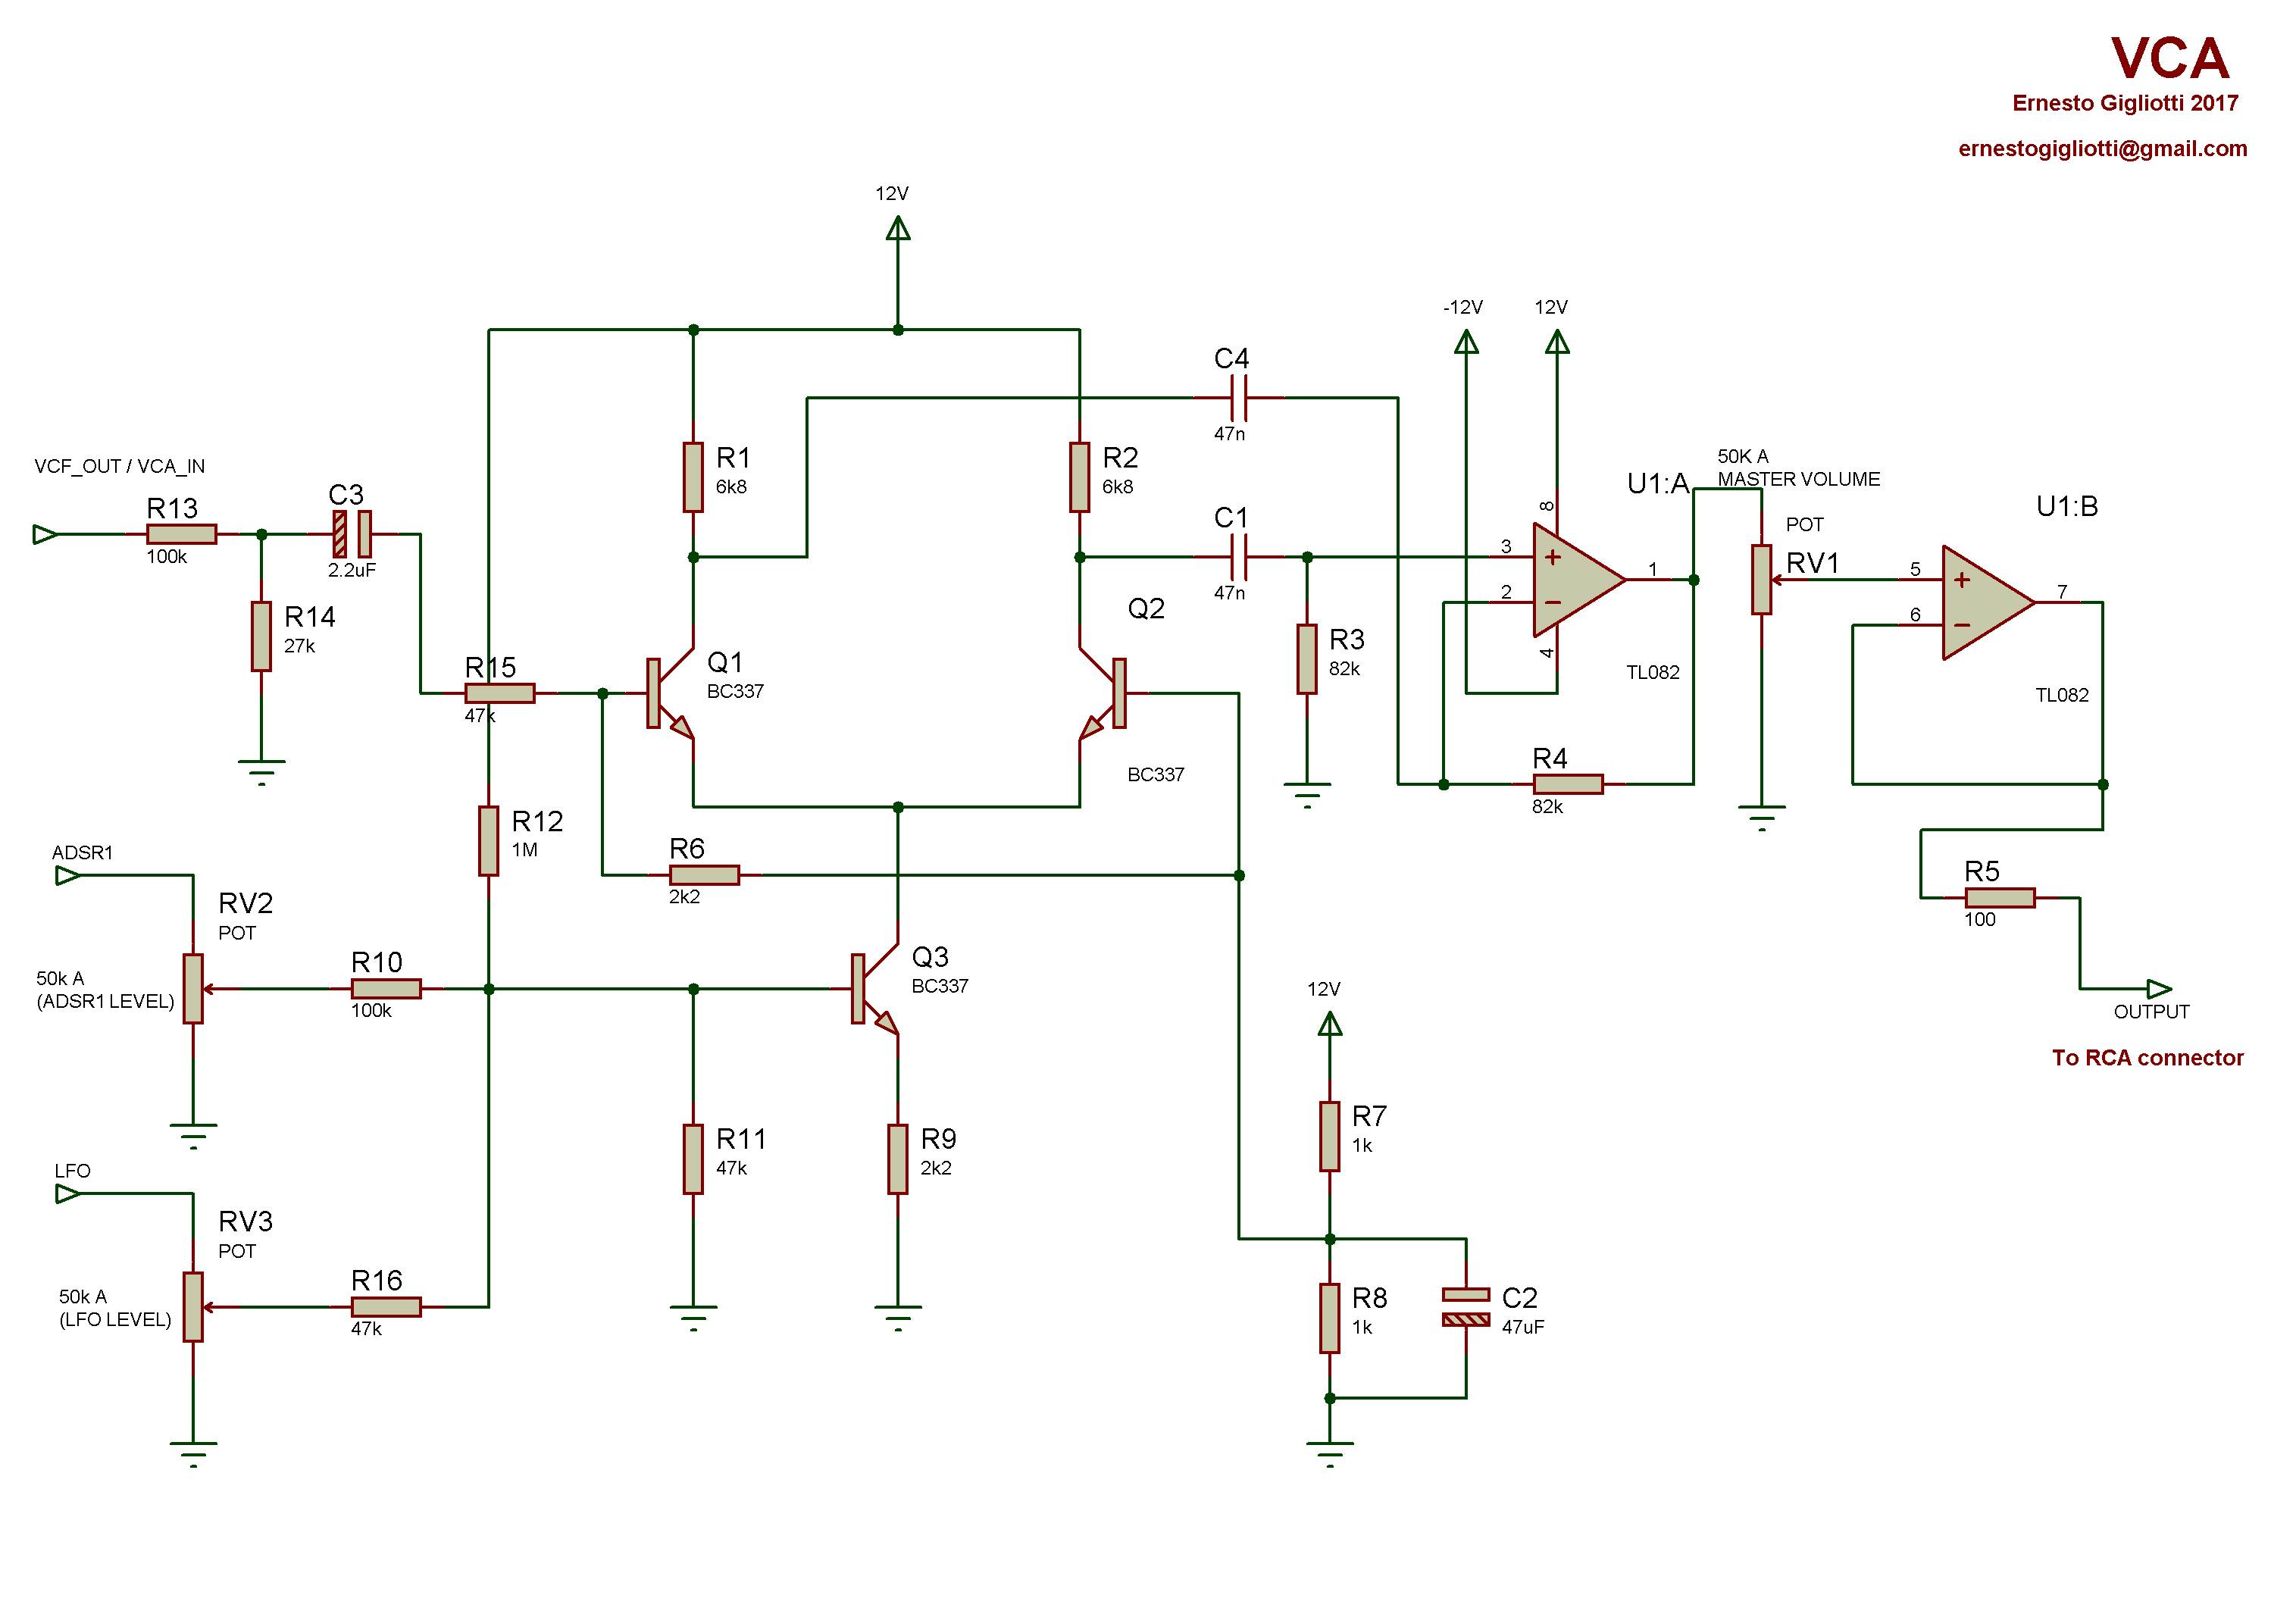 VCA
Ernesto Gigliotti 2017
ernestogigliotti@gmail.com
12V
-12V
12V
C4
47n
VCF_OUT / VCA_IN
R13
100k
C3
2.2uF
R14
27k
R1
6k8
R2
6k8
C1
47n
R3
82k
U1:A
3
2
8
4
1
TL082
50K A
MASTER VOLUME
POT
RV1
U1:B
5
6
7
TL082
R15
47k
Q1
BC337
Q2
BC337
R4
82k
R12
1M
R6
2k2
R5
100
OUTPUT
To RCA connector
ADSR1
RV2
POT
50k A
(ADSR1 LEVEL)
R10
100k
Q3
BC337
R11
47k
R9
2k2
12V
R7
1k
R8
1k
C2
47uF
LFO
RV3
POT
50k A
(LFO LEVEL)
R16
47k